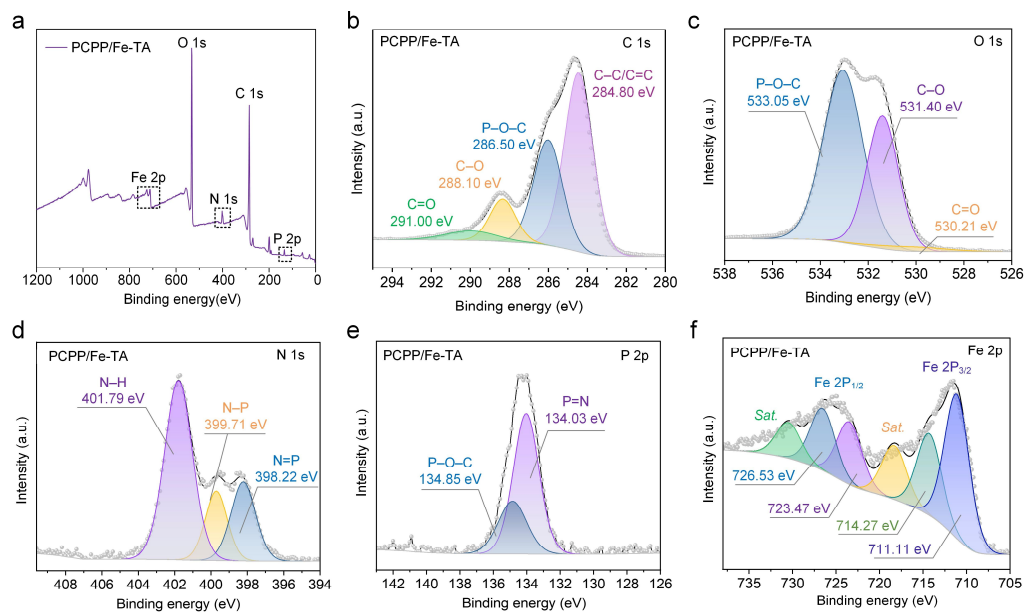 a
PCPP/Fe-TA
O 1s
C 1s
Fe 2p
N 1s
P 2p
1200 1000 800 600 400 200 0
Binding energy(eV)
b
PCPP/Fe-TA
C 1s
C–C/C=C
284.80 eV
P–O–C
286.50 eV
C–O
288.10 eV
C=O
291.00 eV
Intensity (a.u.)
295 290 288 286 284 282 280
Binding energy(eV)
c
PCPP/Fe-TA
O 1s
P–O–C
533.05 eV
C–O
531.40 eV
C=O
530.21 eV
Intensity (a.u.)
538 536 534 532 530 528 526
Binding energy (eV)
d
PCPP/Fe-TA
N 1s
N–H
401.79 eV
N–P
399.71 eV
N=P
398.22 eV
Intensity (a.u.)
408 406 404 402 400 398 396 394
Binding energy (eV)
e
PCPP/Fe-TA
P 2p
P=N
134.03 eV
P–O–C
134.85 eV
Intensity (a.u.)
142 140 138 136 134 132 130 128 126
Binding energy (eV)
f
PCPP/Fe-TA
Fe 2p
Fe 2P3/2
Fe 2P1/2
Sat.
Sat.
726.53 eV
723.47 eV
714.27 eV
711.11 eV
Intensity (a.u.)
730 725 720 715 710 705
Binding energy (eV)